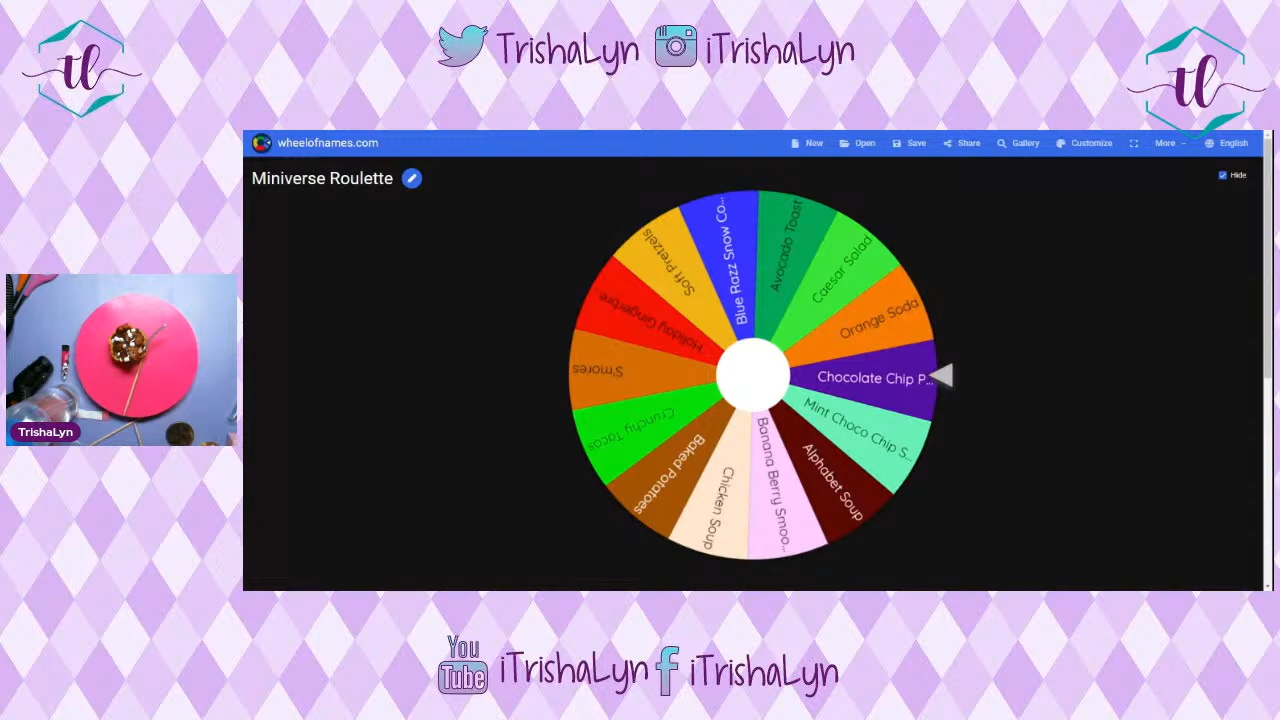 TrishaLyn iTrishaLyn
tl
tl
wheelofnames.com
New Open Save Share Gallery Customize More English
Miniverse Roulette
Hide
Blue Razz Snow Co...
Avocado Toast
Caesar Salad
Orange Soda
Chocolate Chip P...
Mint Choco Chip S...
Alphabet Soup
Banana Berry Smoo...
Chicken Soup
Baked Potatoes
Crunchy Tacos
S'mores
Holiday Gingerbre
Soft Pretzels
TrishaLyn
You
Tube iTrishaLyn f iTrishaLyn